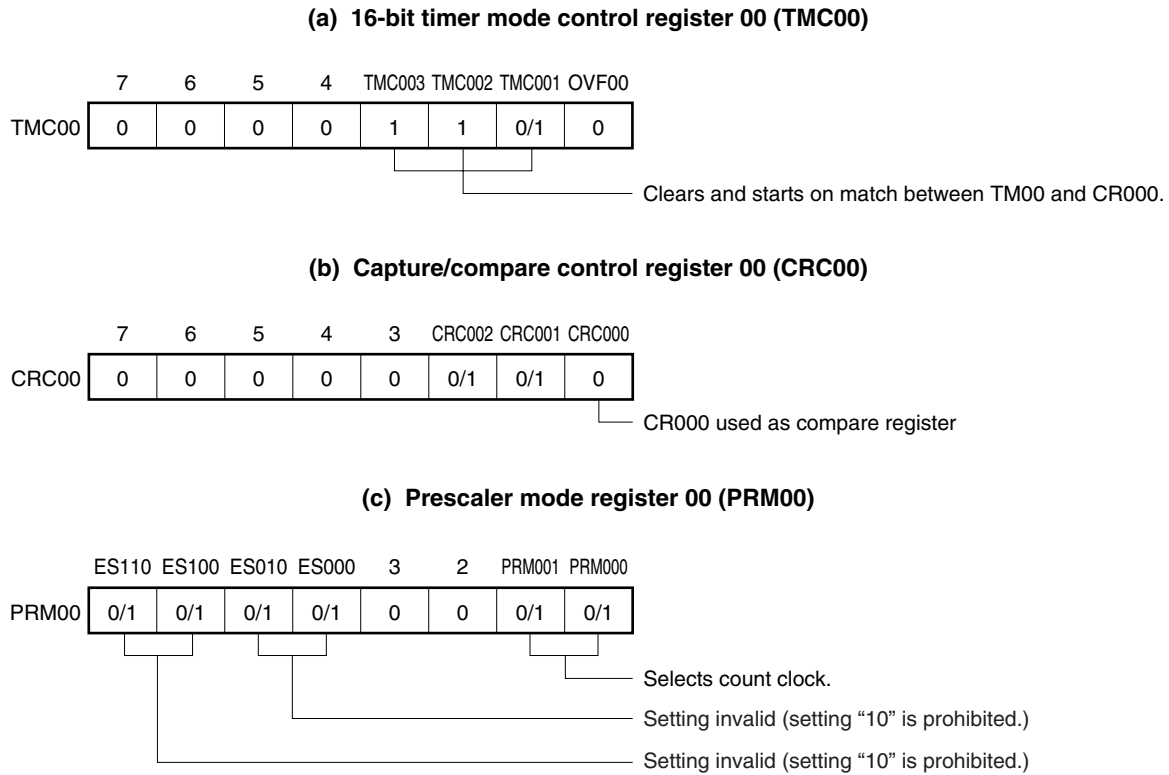 (a) 16-bit timer mode control register 00 (TMC00)
7 6 5 4 TMC003 TMC002 TMC001 OVF00
TMC00 0 0 0 0 1 1 0/1 0
Clears and starts on match between TM00 and CR000.
(b) Capture/compare control register 00 (CRC00)
7 6 5 4 3 CRC002 CRC001 CRC000
CRC00 0 0 0 0 0 0/1 0/1 0
CR000 used as compare register
(c) Prescaler mode register 00 (PRM00)
ES110 ES100 ES010 ES000 3 2 PRM001 PRM000
PRM00 0/1 0/1 0/1 0/1 0 0 0/1 0/1
Selects count clock.
Setting invalid (setting “10” is prohibited.)
Setting invalid (setting “10” is prohibited.)